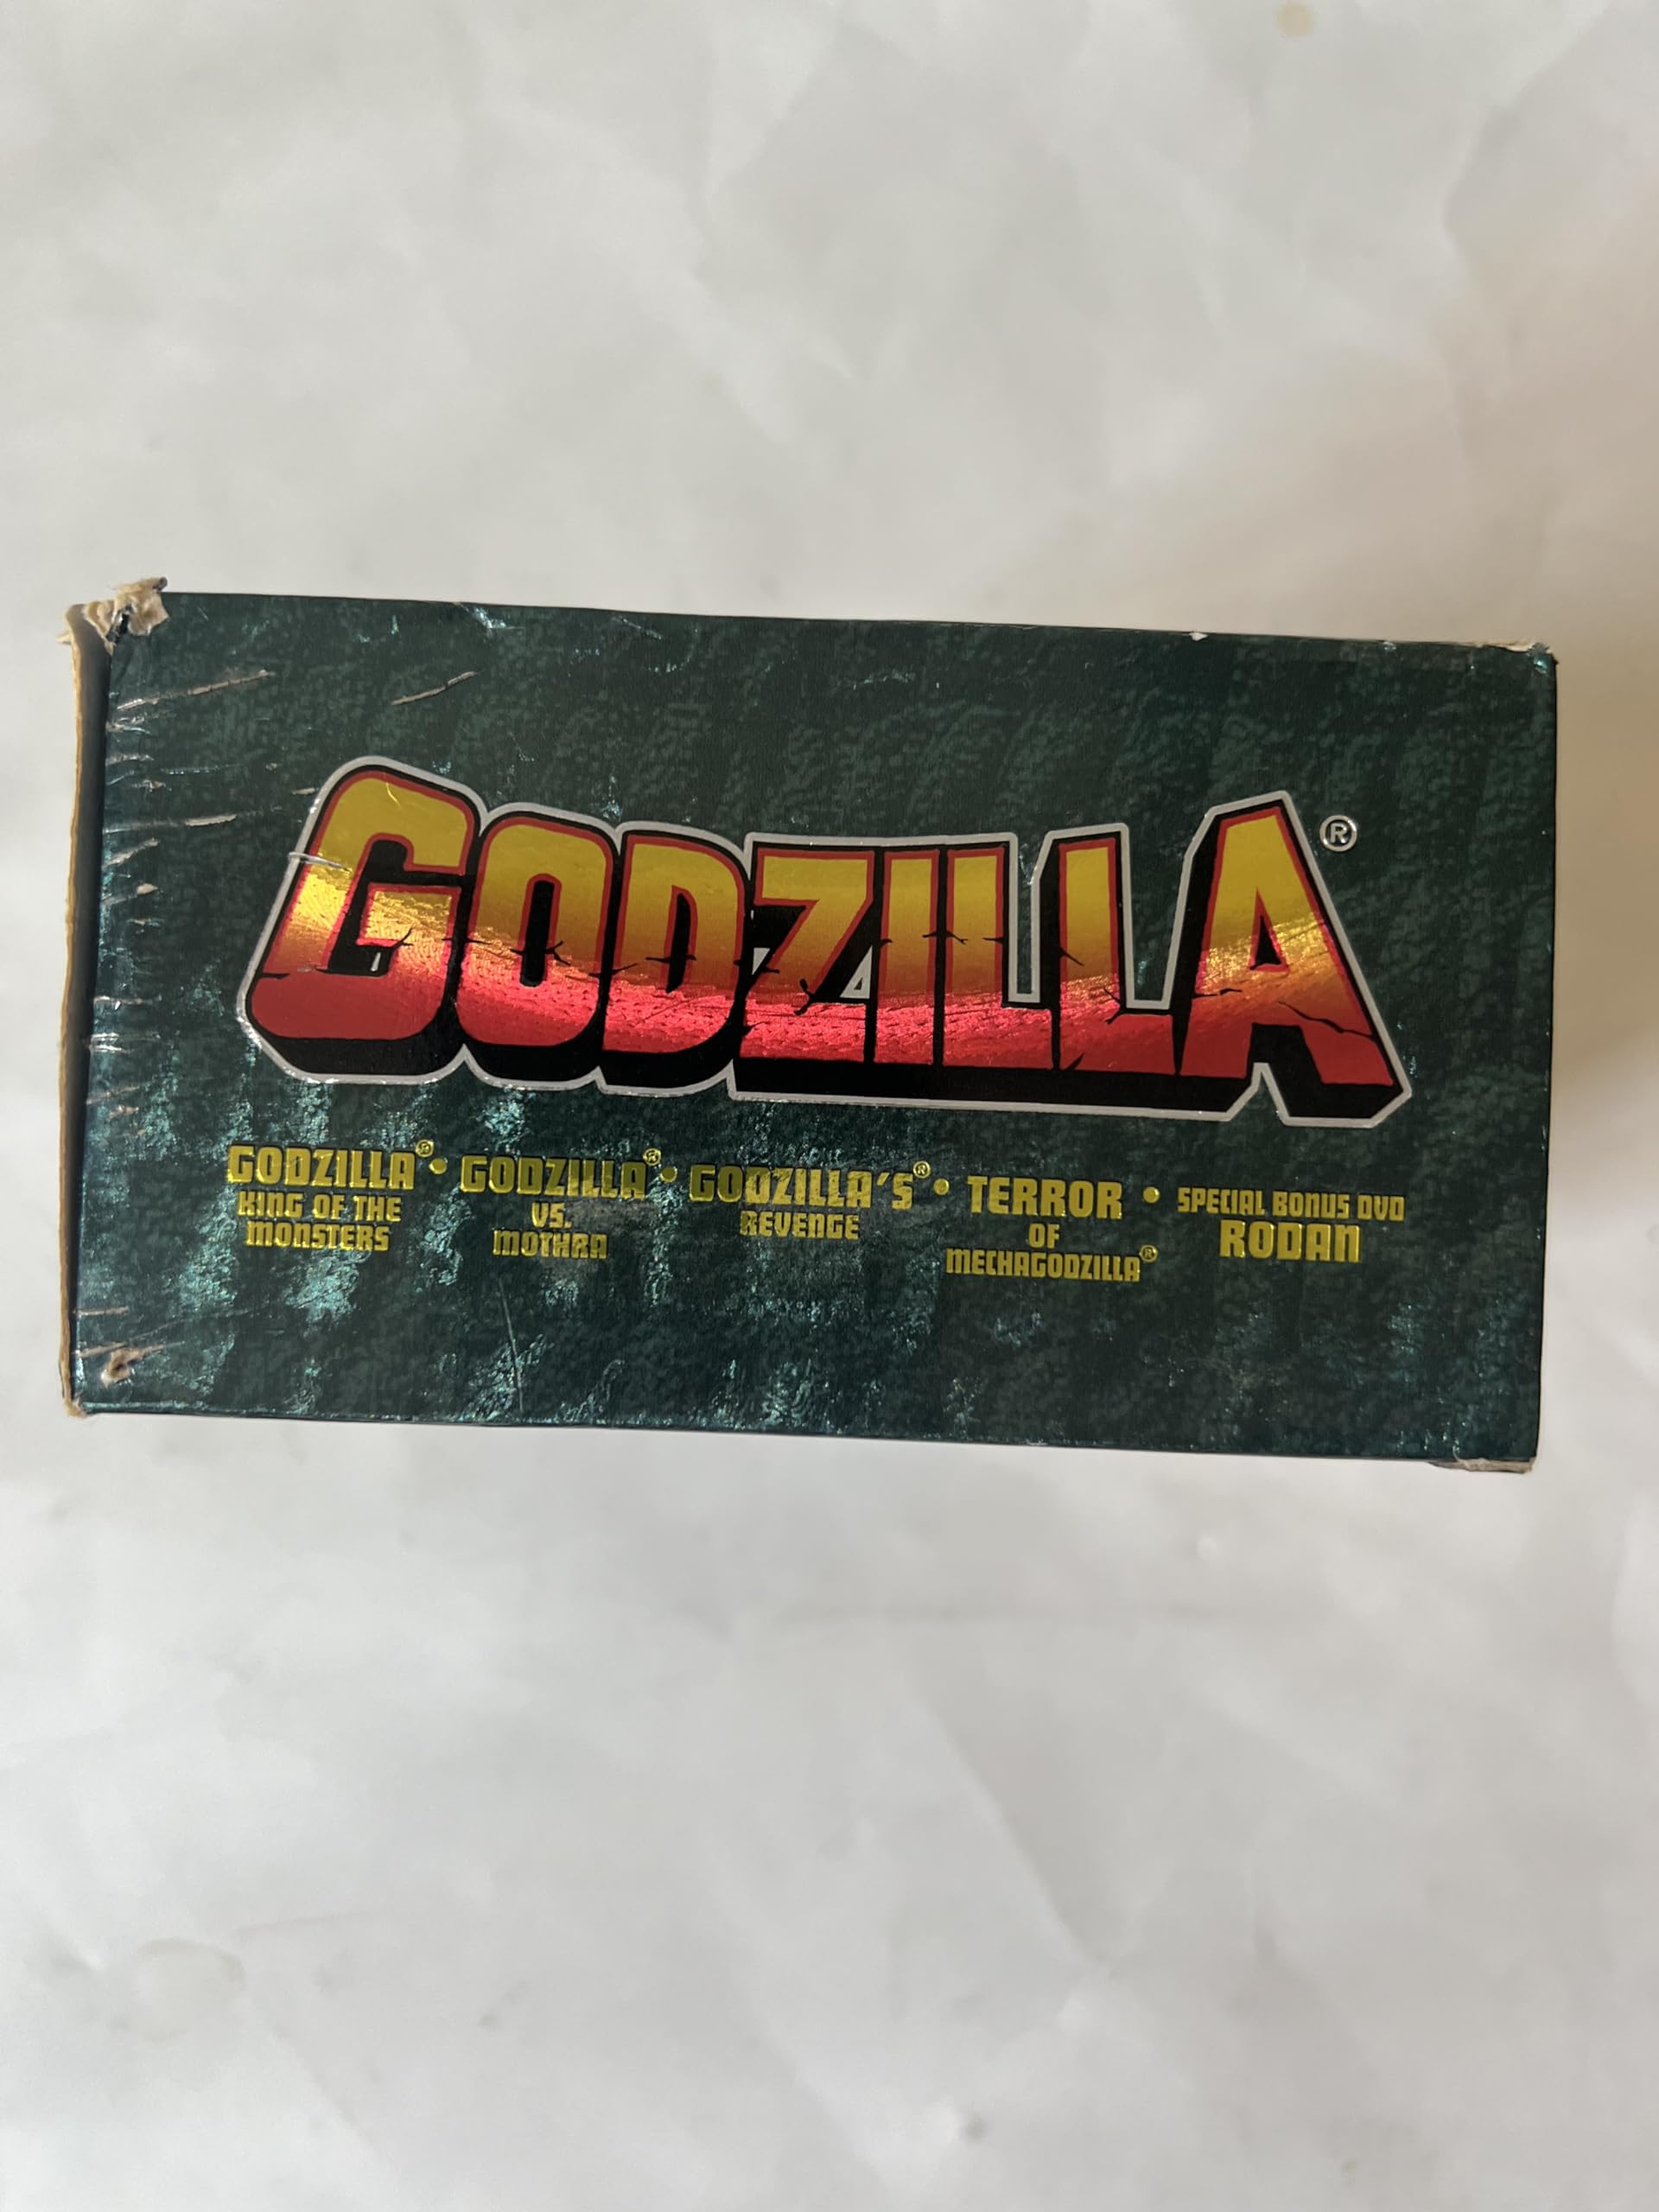 GODZILLA®
GODZILLA® • GODZILLA® • GODZILLA'S® • TERROR • SPECIAL BONUS DVD
KING OF THE VS. REVENGE OF RODAN
MONSTERS MOTHRA MECHAGODZILLA®